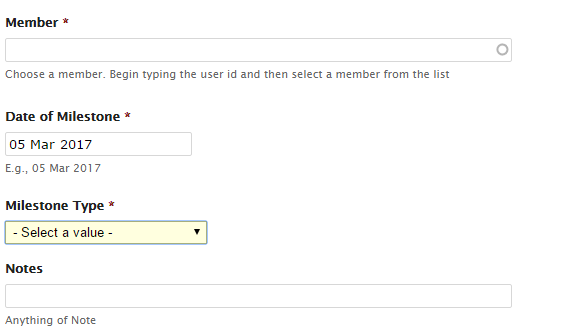 Member *
Choose a member. Begin typing the user id and then select a member from the list
Date of Milestone *
05 Mar 2017
E.g., 05 Mar 2017
Milestone Type *
- Select a value -
Notes
Anything of Note